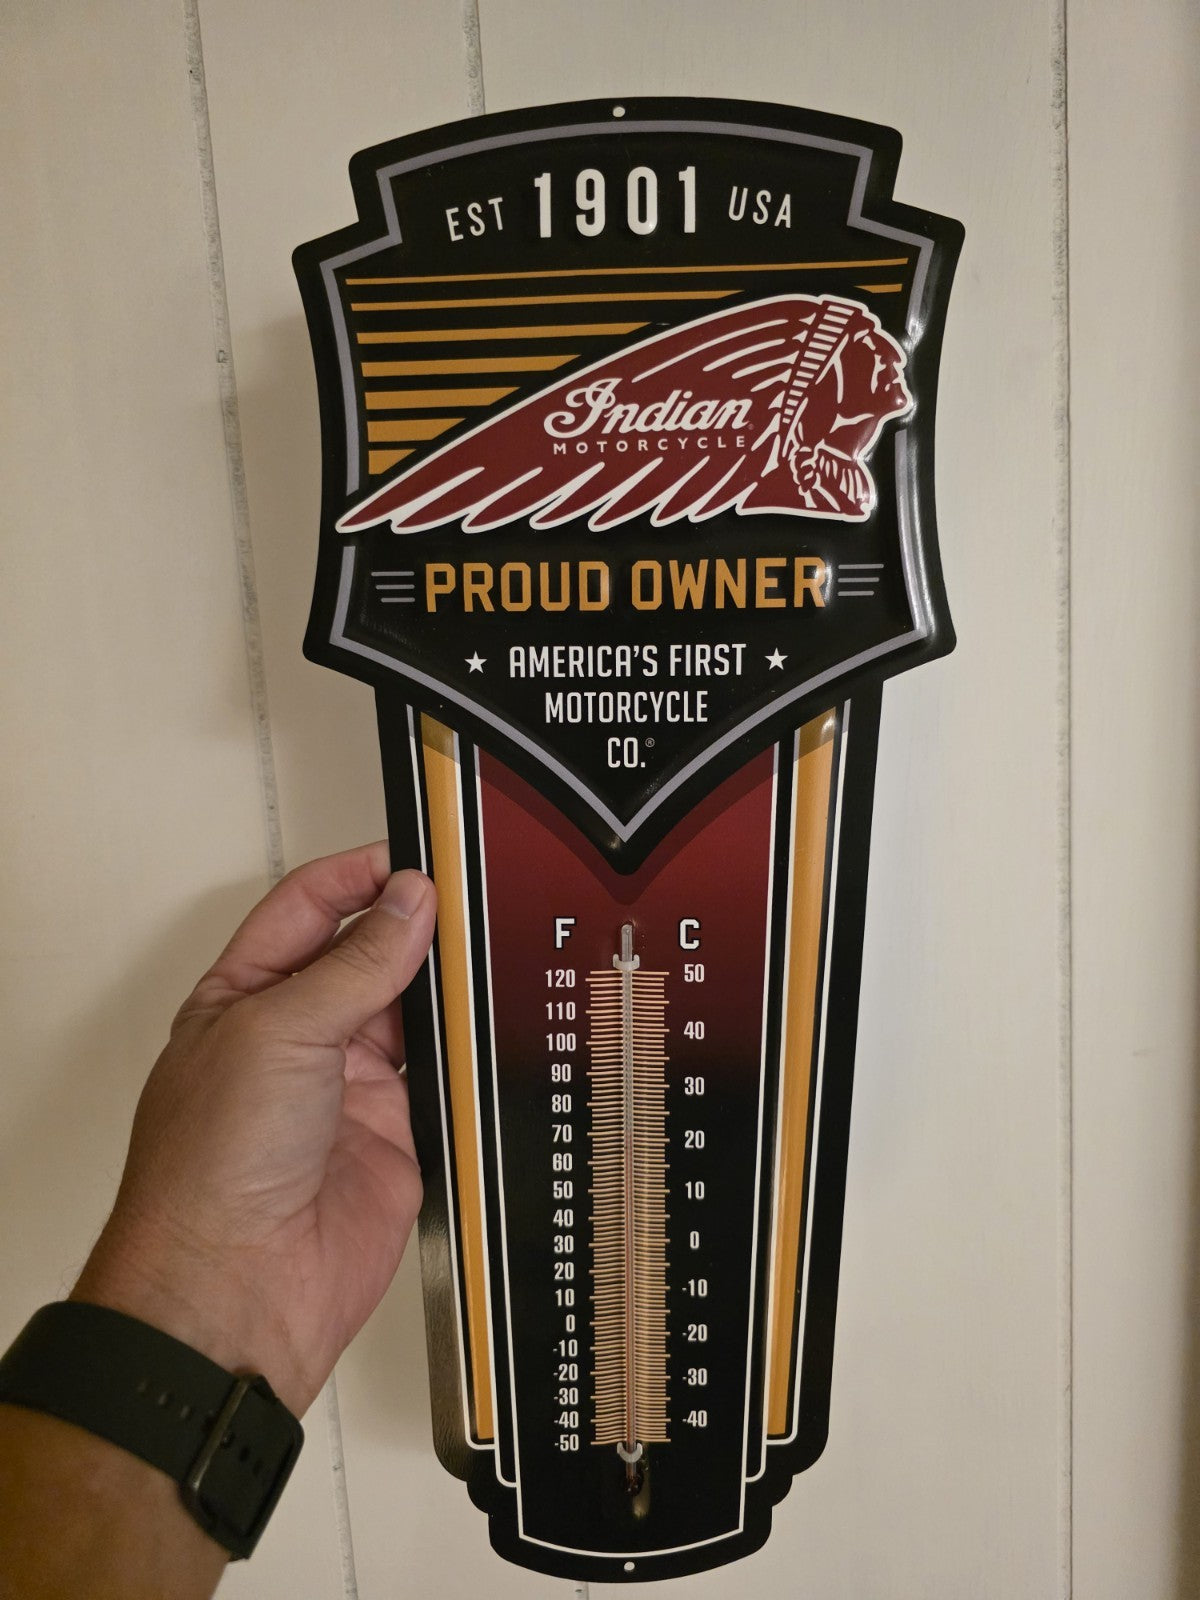 EST 1901 USA
Indian
MOTORCYCLE
PROUD OWNER
AMERICA'S FIRST
MOTORCYCLE
CO.®
F C
120 50
110
100 40
90 30
80
70 20
60
50 10
40
30 0
20
10 -10
0 -20
-10
-20 -30
-30
-40 -40
-50